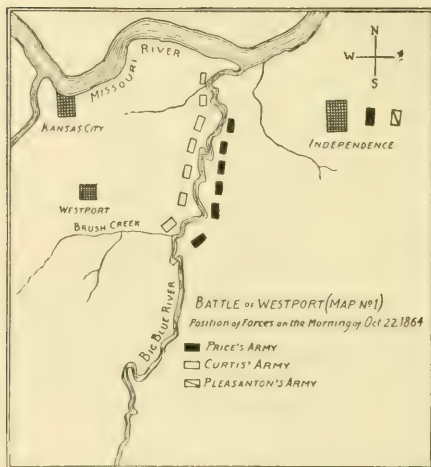 MISSOURI RIVER
N
W
S
KANSAS CITY
INDEPENDENCE
WESTPORT
BRUSH CREEK
BIG BLUE RIVER
BATTLE OF WESTPORT (MAP Nº1)
Position of Forces on the Morning of Oct 22. 1864
PRICE'S ARMY
CURTIS' ARMY
PLEASANTON'S ARMY